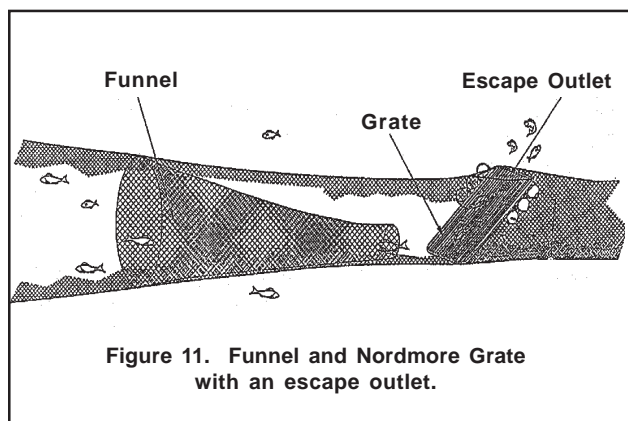 Funnel
Escape Outlet
Grate
Figure 11. Funnel and Nordmore Grate
with an escape outlet.